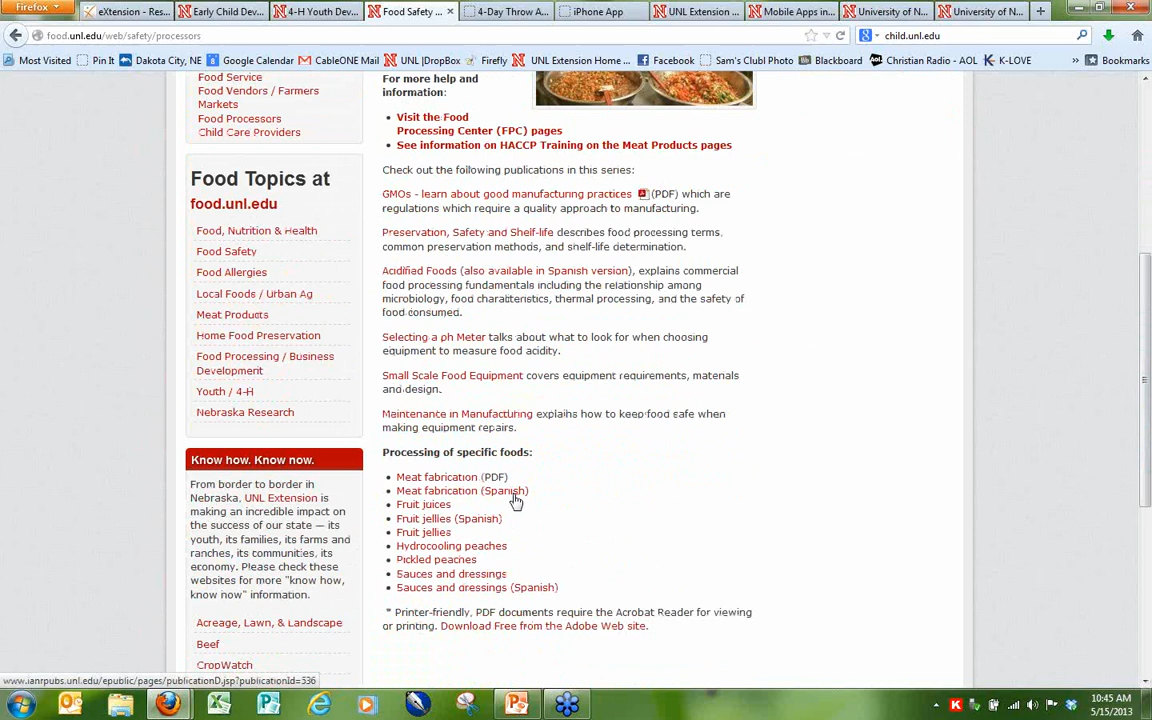 Firefox
eXtension - Res...
Early Child Dev...
4-H Youth Dev...
Food Safety ...
4-Day Throw A...
iPhone App
UNL Extension ...
Mobile Apps in...
University of N...
University of N...
food.unl.edu/web/safety/processors
child.unl.edu
Most Visited
Pin It
Dakota City, NE
Google Calendar
CableONE Mail
UNL |DropBox
Firefly
UNL Extension Home ...
Facebook
Sam's Club| Photo
Blackboard
Christian Radio - AOL
K-LOVE
»
Bookmarks
Food Service
Food Vendors / Farmers
Markets
Food Processors
Child Care Providers
Food Topics at
food.unl.edu
Food, Nutrition & Health
Food Safety
Food Allergies
Local Foods / Urban Ag
Meat Products
Home Food Preservation
Food Processing / Business
Development
Youth / 4-H
Nebraska Research
Know how. Know now.
From border to border in
Nebraska, UNL Extension is
making an incredible impact on
the success of our state — its
youth, its families, its farms and
ranches, its communities, its
economy. Please check these
websites for more "know how,
know now" information.
Acreage, Lawn, & Landscape
Beef
CropWatch
For more help and
information:
• Visit the Food
Processing Center (FPC) pages
• See information on HACCP Training on the Meat Products pages
Check out the following publications in this series:
GMOs - learn about good manufacturing practices (PDF) which are
regulations which require a quality approach to manufacturing.
Preservation, Safety and Shelf-life describes food processing terms,
common preservation methods, and shelf-life determination.
Acidified Foods (also available in Spanish version), explains commercial
food processing fundamentals including the relationship among
microbiology, food charatteristics, thermal processing, and the safety of
food consumed.
Selecting a ph Meter talks about what to look for when choosing
equipment to measure food acidity.
Small Scale Food Equipment covers equipment requirements, materials
and design.
Maintenance in Manufacturing explains how to keep food safe when
making equipment repairs.
Processing of specific foods:
• Meat fabrication (PDF)
• Meat fabrication (Spanish)
• Fruit juices
• Fruit jellies (Spanish)
• Fruit jellies
• Hydrocooling peaches
• Pickled peaches
• Sauces and dressings
• Sauces and dressings (Spanish)
* Printer-friendly, PDF documents require the Acrobat Reader for viewing
or printing. Download Free from the Adobe Web site.
www.ianrpubs.unl.edu/epublic/pages/publicationD.jsp?publicationId=536
10:45 AM
5/15/2013